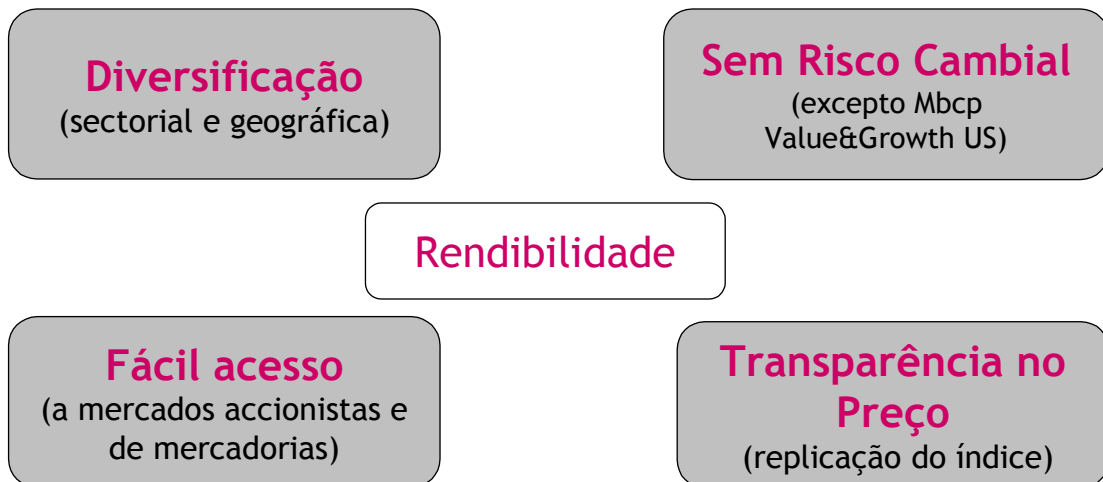 Diversificação
(sectorial e geográfica)
Sem Risco Cambial
(excepto Mbcp
Value&Growth US)
Rendibilidade
Fácil acesso
(a mercados accionistas e
de mercadorias)
Transparência no
Preço
(replicação do índice)